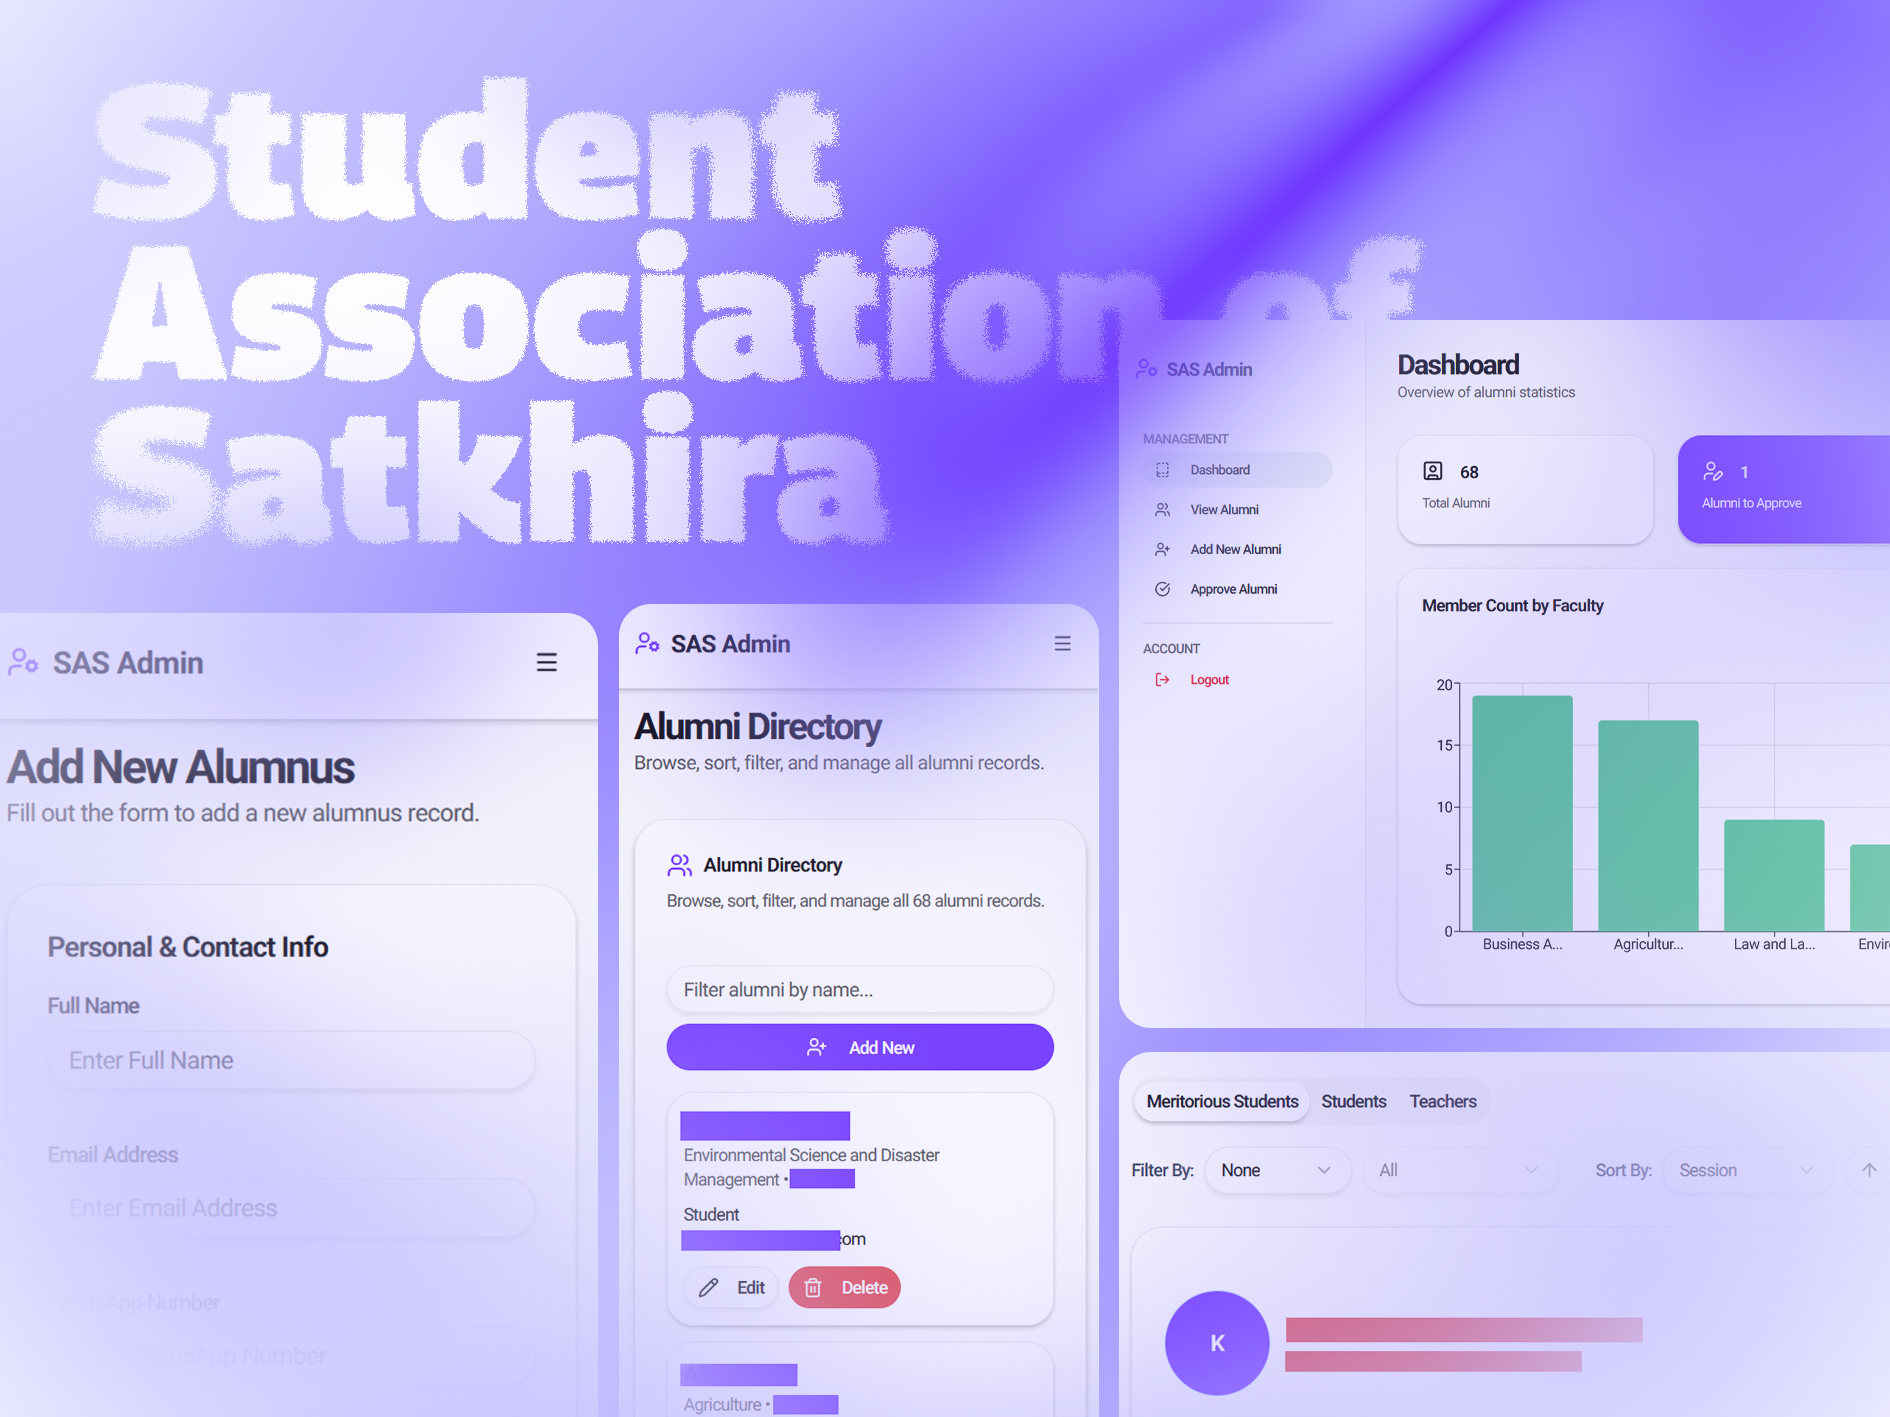 Student
Association of
Satkhira
SAS Admin
Add New Alumnus
Fill out the form to add a new alumnus record.
Personal & Contact Info
Full Name
Enter Full Name
Email Address
Enter Email Address
WhatsApp Number
WhatsApp Number
SAS Admin
Alumni Directory
Browse, sort, filter, and manage all alumni records.
Alumni Directory
Browse, sort, filter, and manage all 68 alumni records.
Filter alumni by name...
Add New
Environmental Science and Disaster
Management •
Student
com
Edit
Delete
Agriculture •
SAS Admin
MANAGEMENT
Dashboard
View Alumni
Add New Alumni
Approve Alumni
ACCOUNT
Logout
Dashboard
Overview of alumni statistics
68
Total Alumni
1
Alumni to Approve
Member Count by Faculty
20
15
10
5
0
Business A...
Agricultur...
Law and La...
Envir
Meritorious Students
Students
Teachers
Filter By:
None
All
Sort By:
Session
K